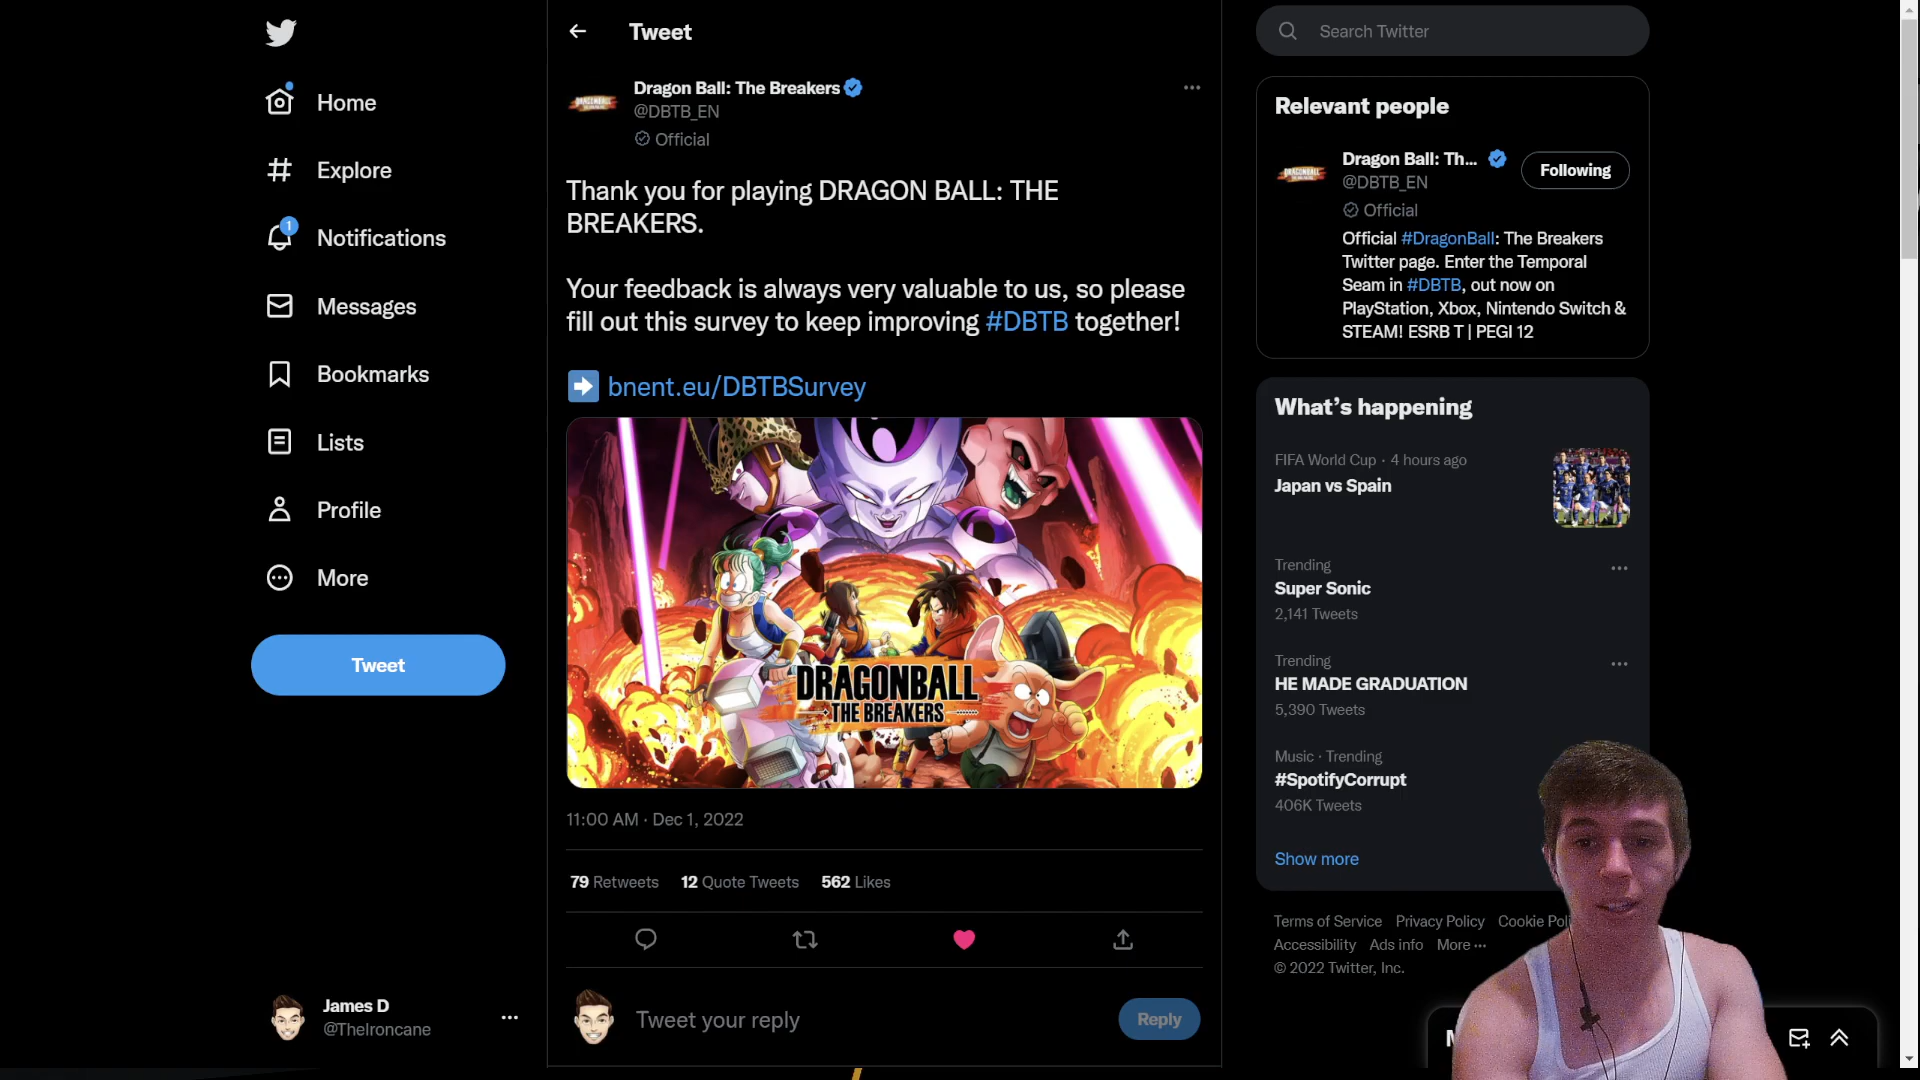 Home
Explore
1
Notifications
Messages
Bookmarks
Lists
Profile
More
Tweet
James D
@TheIroncane
Tweet
Dragon Ball: The Breakers
@DBTB_EN
Official
Thank you for playing DRAGON BALL: THE
BREAKERS.
Your feedback is always very valuable to us, so please
fill out this survey to keep improving #DBTB together!
bnent.eu/DBTBSurvey
DRAGONBALL
THE BREAKERS
11:00 AM · Dec 1, 2022
79 Retweets 12 Quote Tweets 562 Likes
Tweet your reply
Reply
Search Twitter
Relevant people
Dragon Ball: Th...
@DBTB_EN
Official
Following
Official #DragonBall: The Breakers
Twitter page. Enter the Temporal
Seam in #DBTB, out now on
PlayStation, Xbox, Nintendo Switch &
STEAM! ESRB T | PEGI 12
What's happening
FIFA World Cup · 4 hours ago
Japan vs Spain
Trending
Super Sonic
2,141 Tweets
Trending
HE MADE GRADUATION
5,390 Tweets
Music · Trending
#SpotifyCorrupt
406K Tweets
Show more
Terms of Service Privacy Policy Cookie Poli
Accessibility Ads info More ···
© 2022 Twitter, Inc.